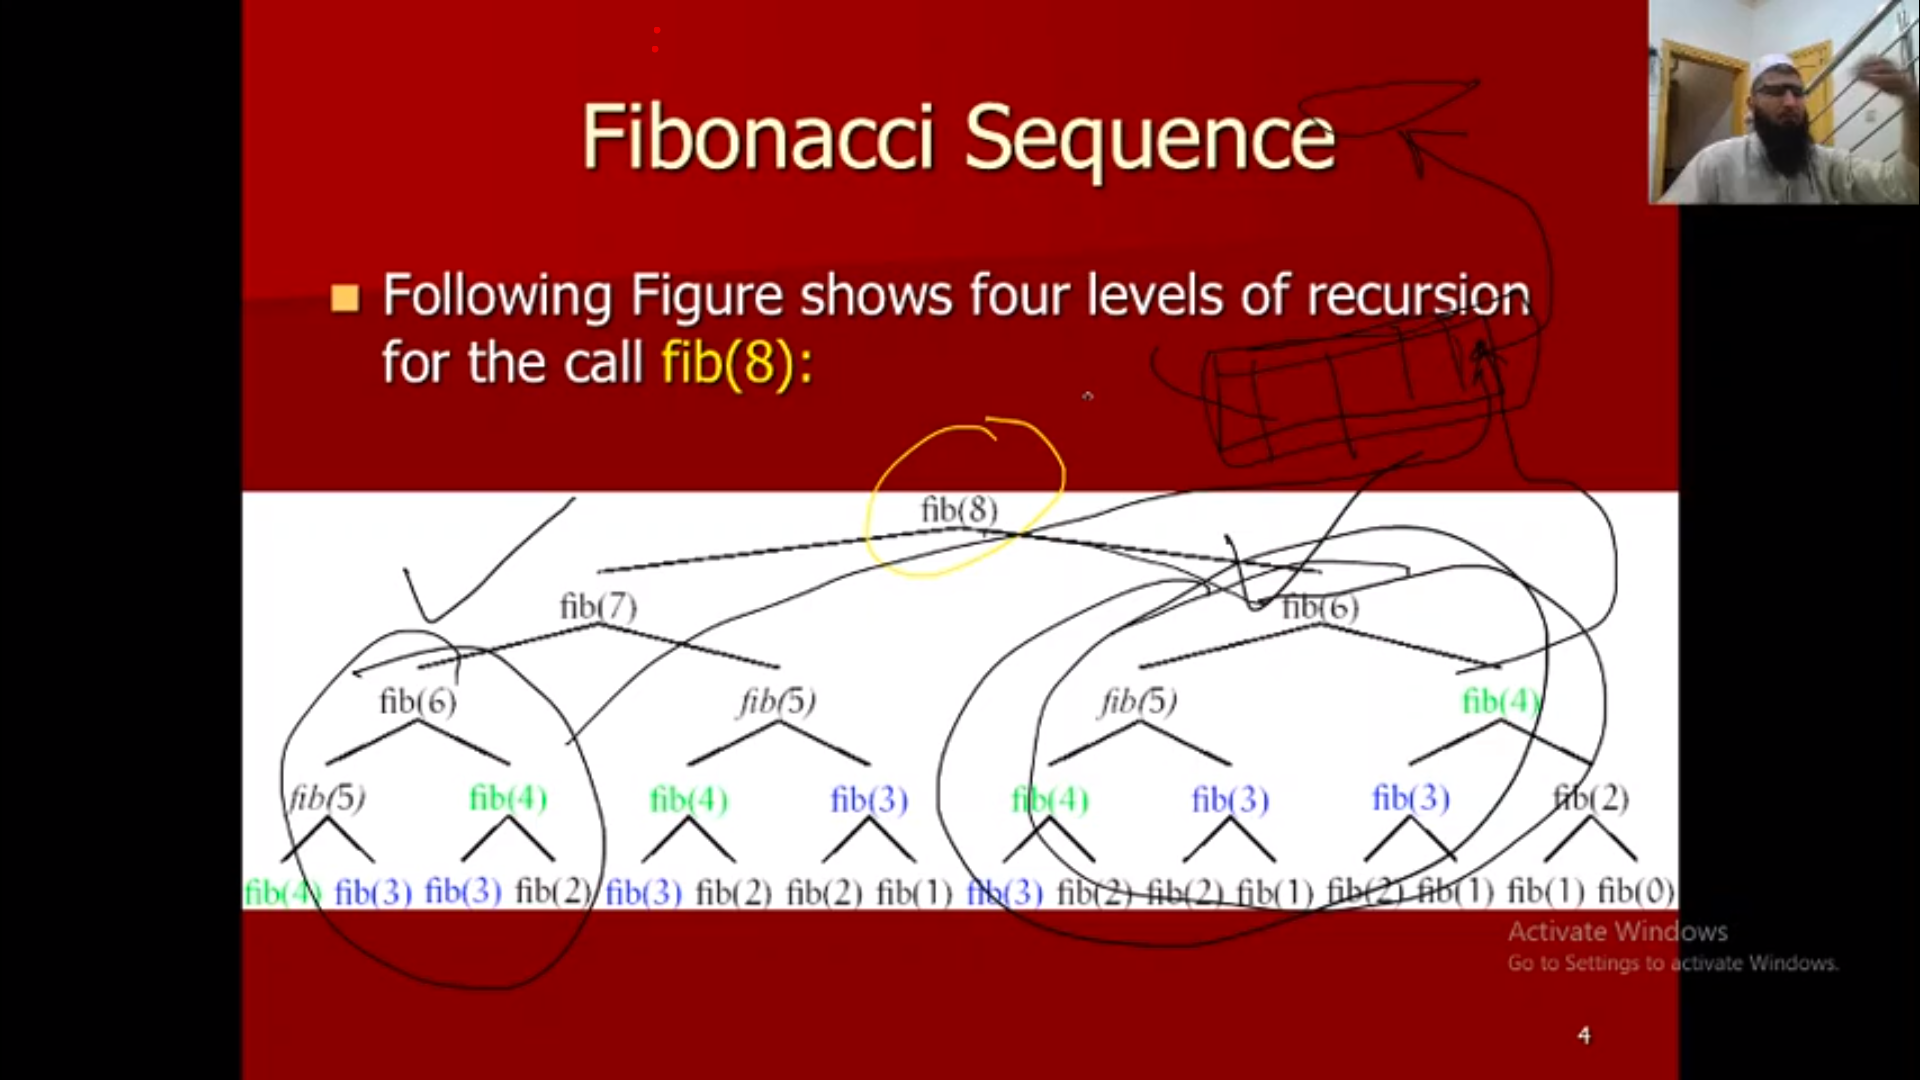 Fibonacci Sequence
Following Figure shows four levels of recursion
for the call fib(8):
fib(8)
fib(7) fib(6)
fib(6) fib(5) fib(5) fib(4)
fib(5) fib(4) fib(4) fib(3) fib(4) fib(3) fib(3) fib(2)
fib(4) fib(3) fib(3) fib(2) fib(3) fib(2) fib(2) fib(1) fib(3) fib(2) fib(2) fib(1) fib(2) fib(1) fib(1) fib(0)
Activate Windows
Go to Settings to activate Windows.
4